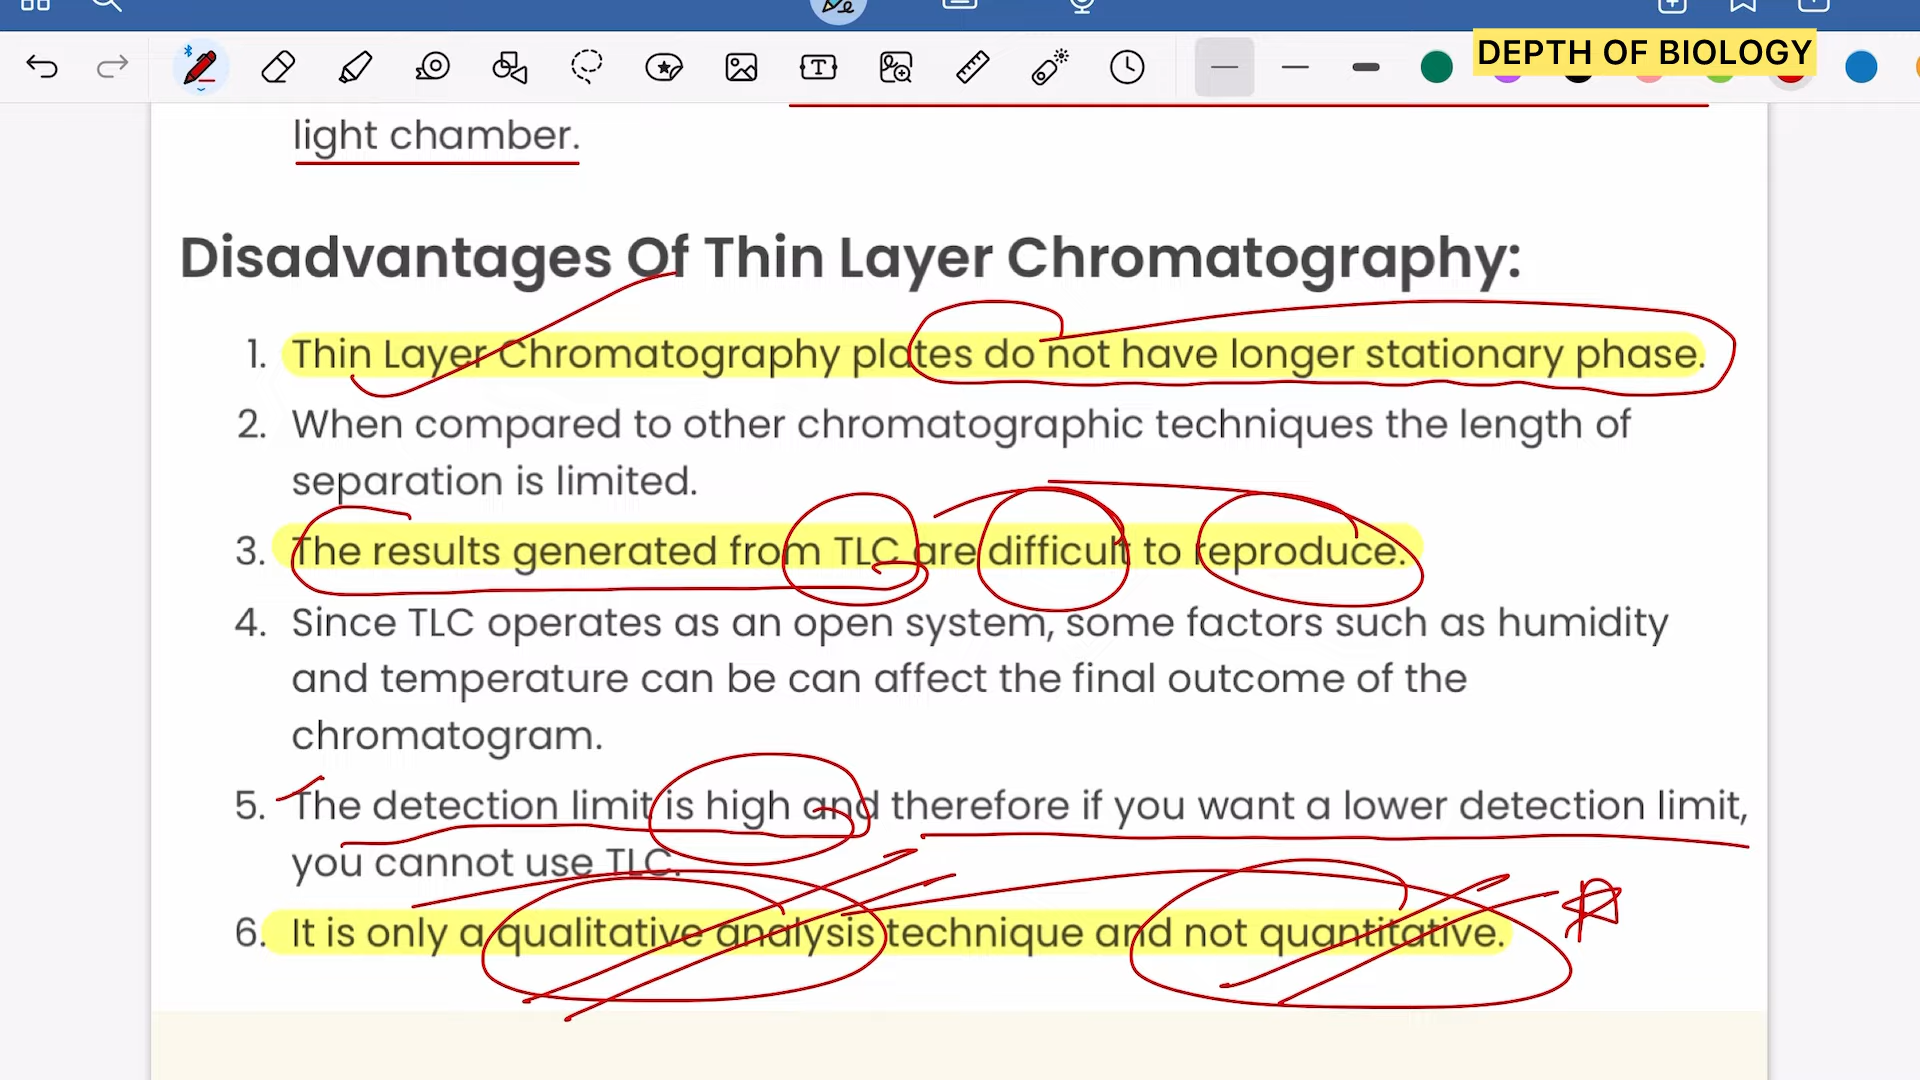 DEPTH OF BIOLOGY
light chamber.
Disadvantages Of Thin Layer Chromatography:
1. Thin Layer Chromatography plates do not have longer stationary phase.
2. When compared to other chromatographic techniques the length of
separation is limited.
3. The results generated from TLC are difficult to reproduce.
4. Since TLC operates as an open system, some factors such as humidity
and temperature can be can affect the final outcome of the
chromatogram.
5. The detection limit is high and therefore if you want a lower detection limit,
you cannot use TLC.
6. It is only a qualitative analysis technique and not quantitative.